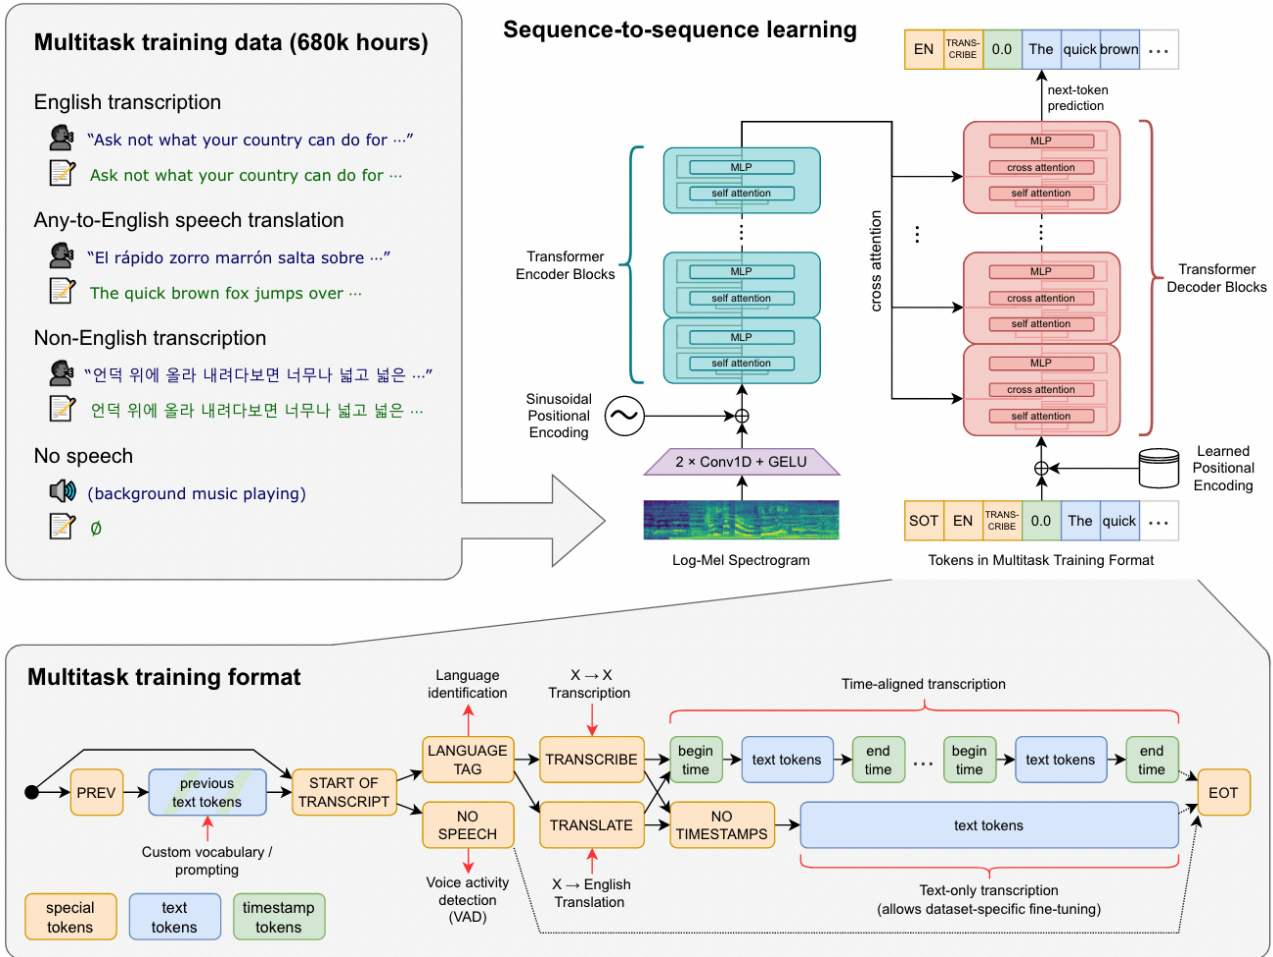 Multitask training data (680k hours)
English transcription
“Ask not what your country can do for ⋯”
Ask not what your country can do for ⋯
Any-to-English speech translation
“El rápido zorro marrón salta sobre ⋯”
The quick brown fox jumps over ⋯
Non-English transcription
“언덕 위에 올라 내려다보면 너무나 넓고 넓은 ⋯”
언덕 위에 올라 내려다보면 너무나 넓고 넓은 ⋯
No speech
(background music playing)
∅
Sequence-to-sequence learning
EN
TRANS-
CRIBE
0.0
The
quick
brown
⋯
next-token
prediction
MLP
self attention
⋮
MLP
self attention
MLP
self attention
Transformer
Encoder Blocks
cross attention
⋮
MLP
cross attention
self attention
⋮
MLP
cross attention
self attention
MLP
cross attention
self attention
Transformer
Decoder Blocks
Sinusoidal
Positional
Encoding
2 × Conv1D + GELU
Log-Mel Spectrogram
Learned
Positional
Encoding
SOT
EN
TRANS-
CRIBE
0.0
The
quick
⋯
Tokens in Multitask Training Format
Multitask training format
Language
identification
X → X
Transcription
Time-aligned transcription
PREV
previous
text tokens
START OF
TRANSCRIPT
LANGUAGE
TAG
NO
SPEECH
TRANSCRIBE
TRANSLATE
begin
time
text tokens
end
time
⋯
begin
time
text tokens
end
time
NO
TIMESTAMPS
text tokens
EOT
Custom vocabulary /
prompting
Voice activity
detection
(VAD)
X → English
Translation
Text-only transcription
(allows dataset-specific fine-tuning)
special
tokens
text
tokens
timestamp
tokens